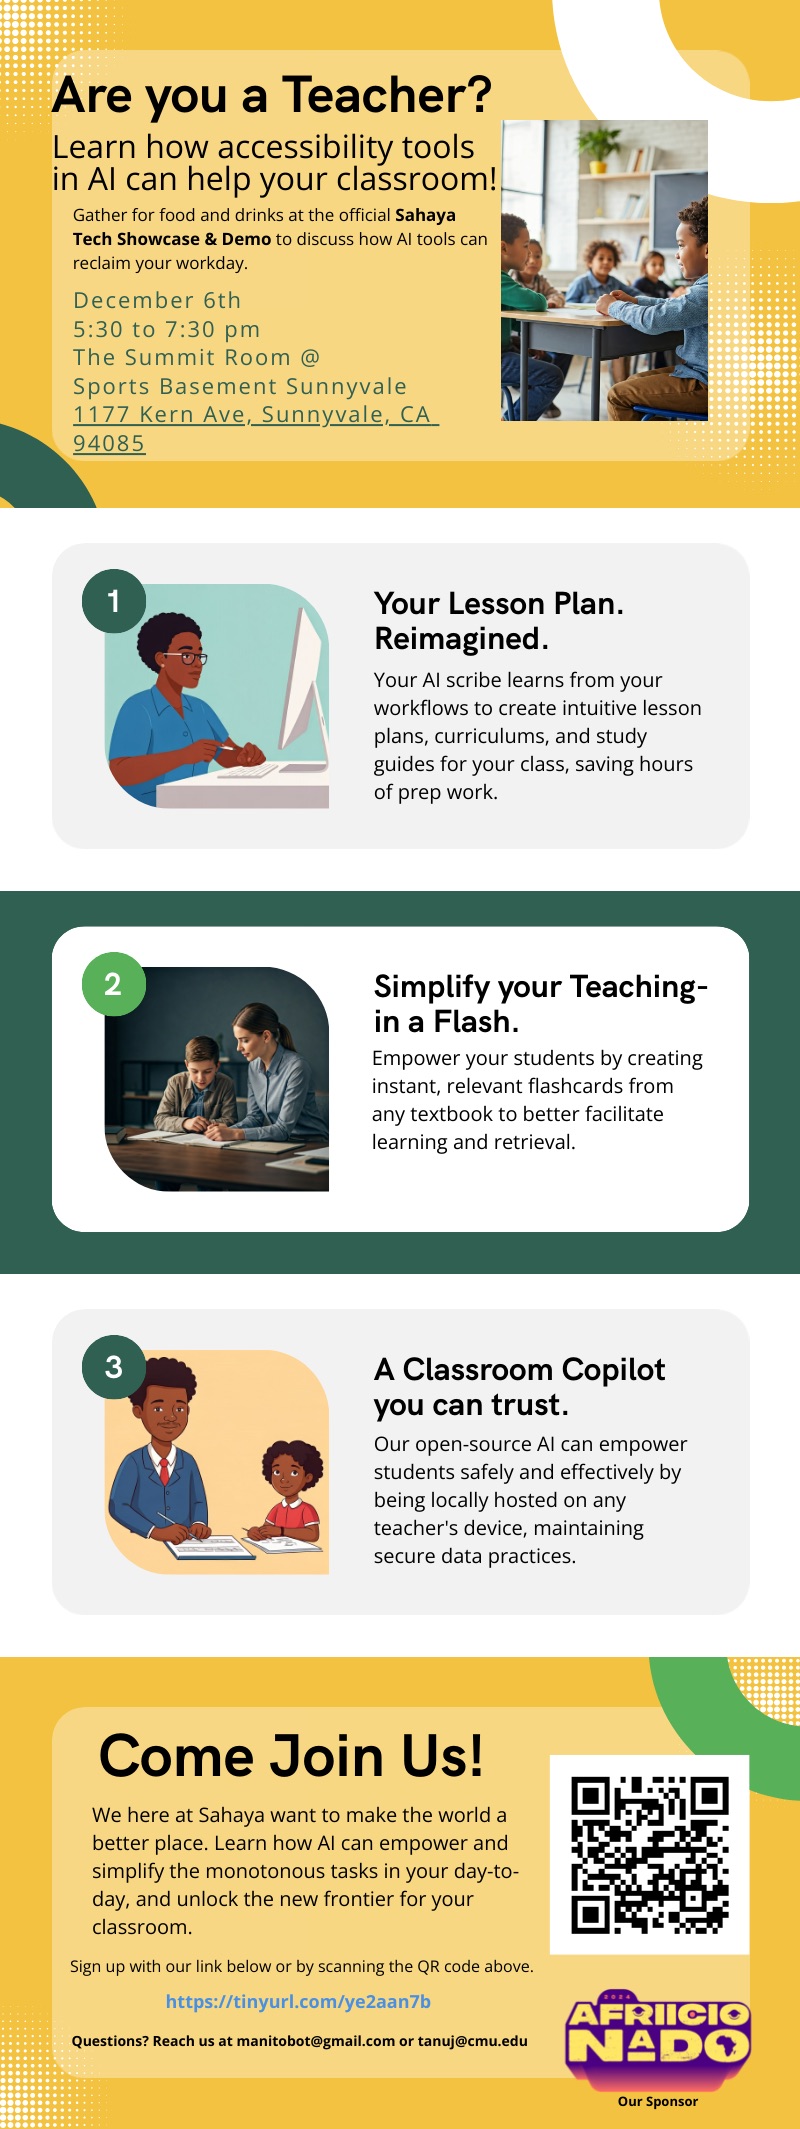 Are you a Teacher?
Learn how accessibility tools
in AI can help your classroom!
Gather for food and drinks at the official Sahaya
Tech Showcase & Demo to discuss how AI tools can
reclaim your workday.
December 6th
5:30 to 7:30 pm
The Summit Room @
Sports Basement Sunnyvale
1177 Kern Ave, Sunnyvale, CA
94085
1
Your Lesson Plan.
Reimagined.
Your AI scribe learns from your
workflows to create intuitive lesson
plans, curriculums, and study
guides for your class, saving hours
of prep work.
2
Simplify your Teaching-
in a Flash.
Empower your students by creating
instant, relevant flashcards from
any textbook to better facilitate
learning and retrieval.
3
A Classroom Copilot
you can trust.
Our open-source AI can empower
students safely and effectively by
being locally hosted on any
teacher's device, maintaining
secure data practices.
Come Join Us!
We here at Sahaya want to make the world a
better place. Learn how AI can empower and
simplify the monotonous tasks in your day-to-
day, and unlock the new frontier for your
classroom.
Sign up with our link below or by scanning the QR code above.
https://tinyurl.com/ye2aan7b
Questions? Reach us at manitobot@gmail.com or tanuj@cmu.edu
2024
AFRIICIO
NADO
Our Sponsor